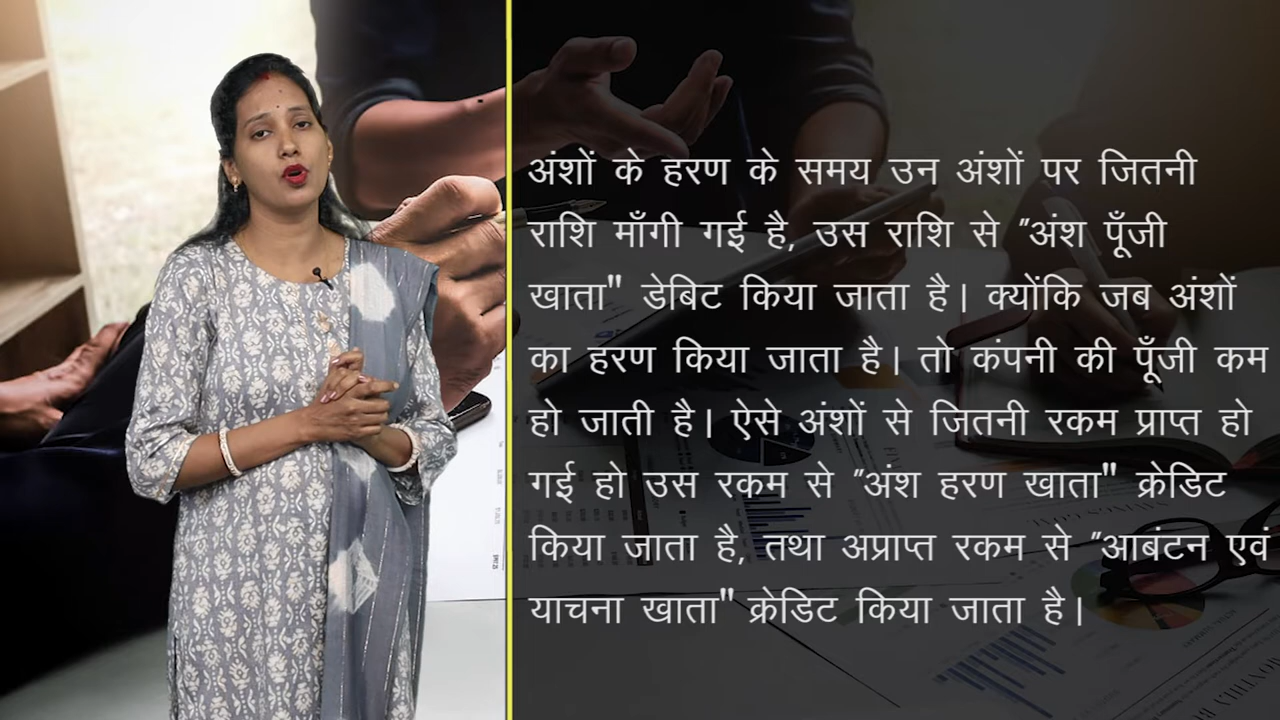 अंशों के हरण के समय उन अंशों पर जितनी
राशि माँगी गई है, उस राशि से "अंश पूँजी
खाता" डेबिट किया जाता है। क्योंकि जब अंशों
का हरण किया जाता है। तो कंपनी की पूँजी कम
हो जाती है। ऐसे अंशों से जितनी रकम प्राप्त हो
गई हो उस रकम से "अंश हरण खाता" क्रेडिट
किया जाता है, तथा अप्राप्त रकम से "आबंटन एवं
याचना खाता" क्रेडिट किया जाता है।